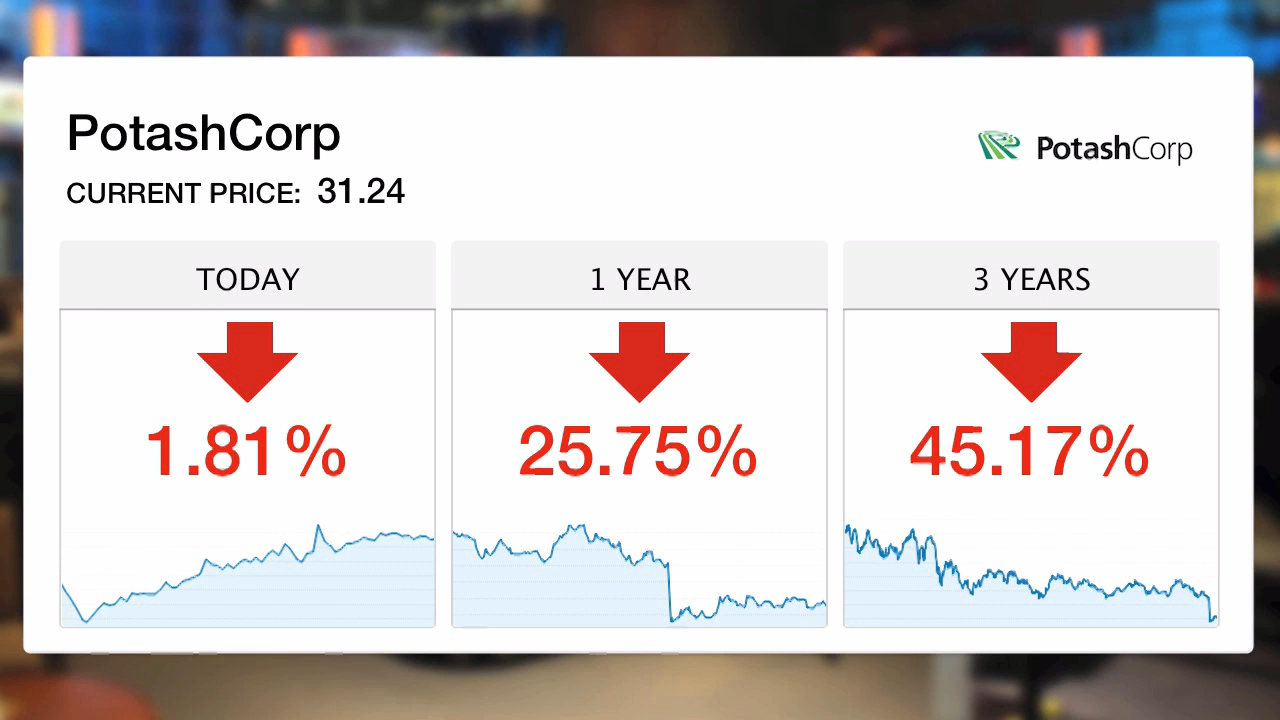 PotashCorp
PotashCorp
CURRENT PRICE: 31.24
TODAY
1 YEAR
3 YEARS
1.81%
25.75%
45.17%